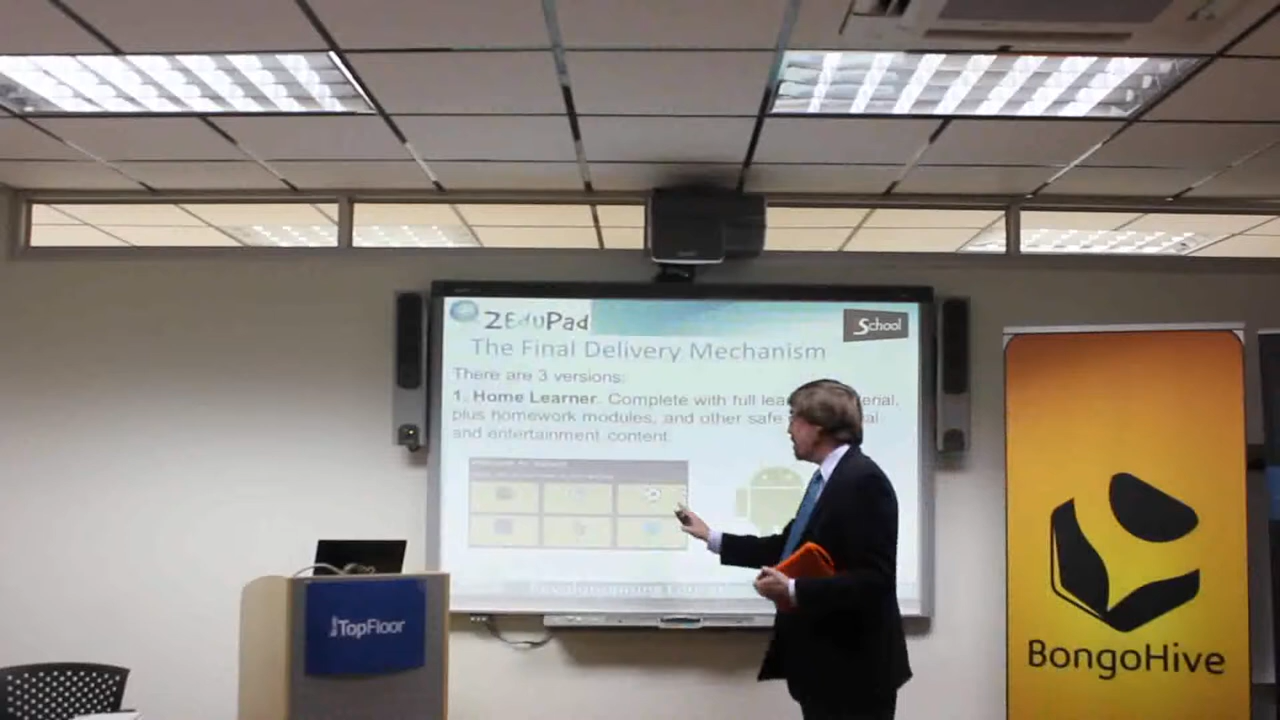 ZEduPad
School
The Final Delivery Mechanism
There are 3 versions:
1. Home Learner. Complete with full
plus homework modules, and other safe
and entertainment content.
TopFloor
BongoHive